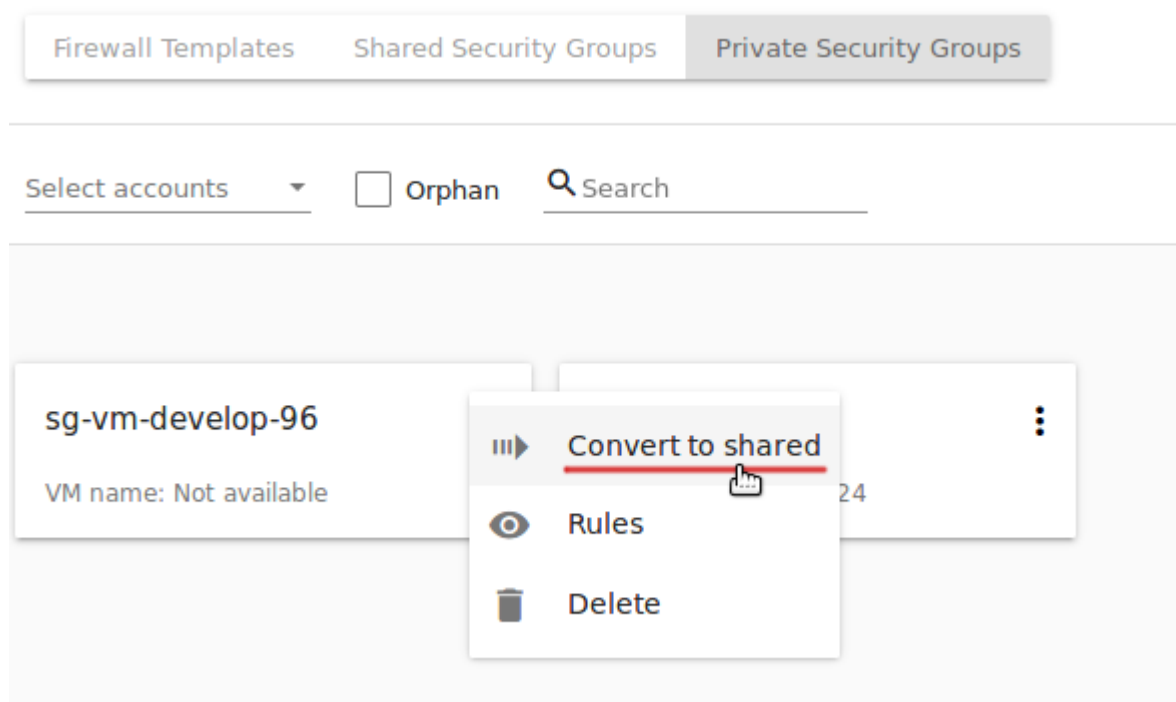 Firewall Templates Shared Security Groups Private Security Groups
Select accounts Orphan Search
sg-vm-develop-96
Convert to shared
VM name: Not available 24
Rules
Delete